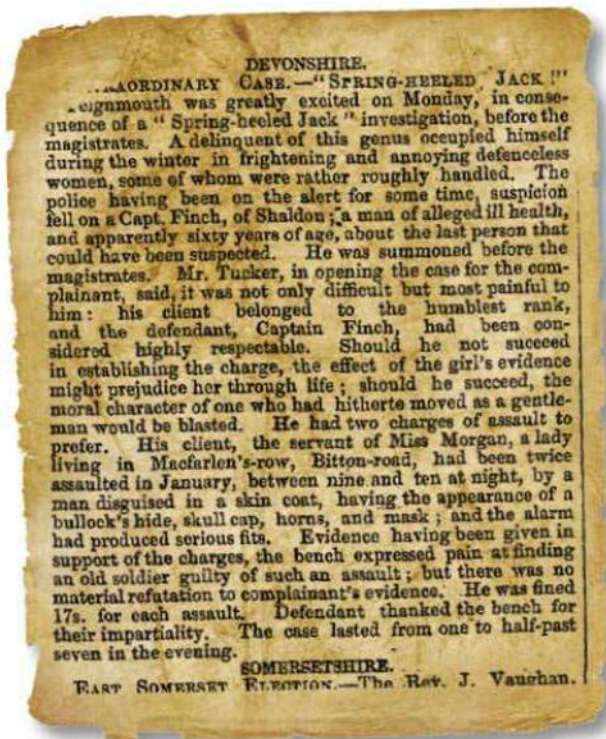 DEVONSHIRE.
RAORDINARY CASE.—"SPRING-HEELED JACK!"
eignmouth was greatly excited on Monday, in conse-
quence of a "Spring-heeled Jack" investigation, before the
magistrates. A delinquent of this genus occupied himself
during the winter in frightening and annoying defenceless
women, some of whom were rather roughly handled. The
police having been on the alert for some time, suspicion
fell on a Capt. Finch, of Shaldon; a man of alleged ill health,
and apparently sixty years of age, about the last person that
could have been suspected. He was summoned before the
magistrates. Mr. Tucker, in opening the case for the com-
plainant, said, it was not only difficult but most painful to
him: his client belonged to the humblest rank,
and the defendant, Captain Finch, had been con-
sidered highly respectable. Should he not succeed
in establishing the charge, the effect of the girl's evidence
might prejudice her through life; should he succeed, the
moral character of one who had hitherto moved as a gentle-
man would be blasted. He had two charges of assault to
prefer. His client, the servant of Miss Morgan, a lady
living in Macfarlen's-row, Bitton-road, had been twice
assaulted in January, between nine and ten at night, by a
man disguised in a skin coat, having the appearance of a
bullock's hide, skull cap, horns, and mask; and the alarm
had produced serious fits. Evidence having been given in
support of the charges, the bench expressed pain at finding
an old soldier guilty of such an assault; but there was no
material refutation to complainant's evidence. He was fined
17s. for each assault. Defendant thanked the bench for
their impartiality. The case lasted from one to half-past
seven in the evening.
SOMERSETSHIRE.
EAST SOMERSET ELECTION.—The Rev. J. Vaughan.